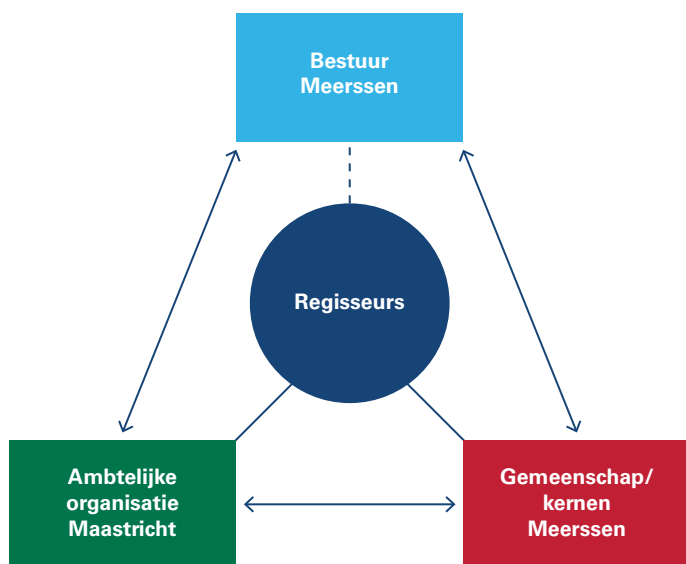 Bestuur
Meerssen
Regisseurs
Ambtelijke
organisatie
Maastricht
Gemeenschap/
kernen
Meerssen